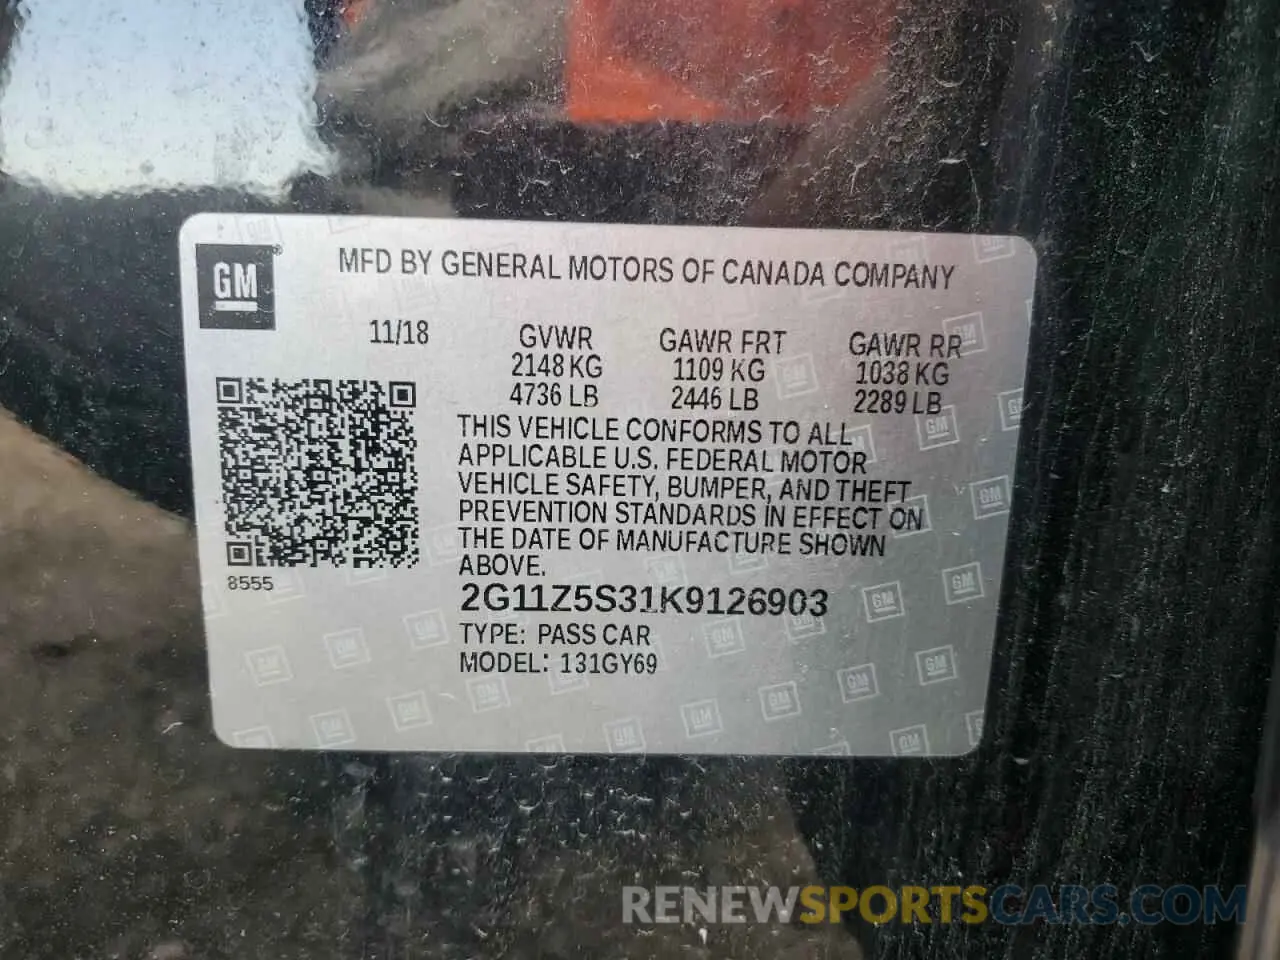 GM
MFD BY GENERAL MOTORS OF CANADA COMPANY
11/18
GVWR
2148 KG
4736 LB
GAWR FRT
1109 KG
2446 LB
GAWR RR
1038 KG
2289 LB
THIS VEHICLE CONFORMS TO ALL
APPLICABLE U.S. FEDERAL MOTOR
VEHICLE SAFETY, BUMPER, AND THEFT
PREVENTION STANDARDS IN EFFECT ON
THE DATE OF MANUFACTURE SHOWN
ABOVE.
8555
2G11Z5S31K9126903
TYPE: PASS CAR
MODEL: 131GY69
RENEWSPORTSCARS.COM